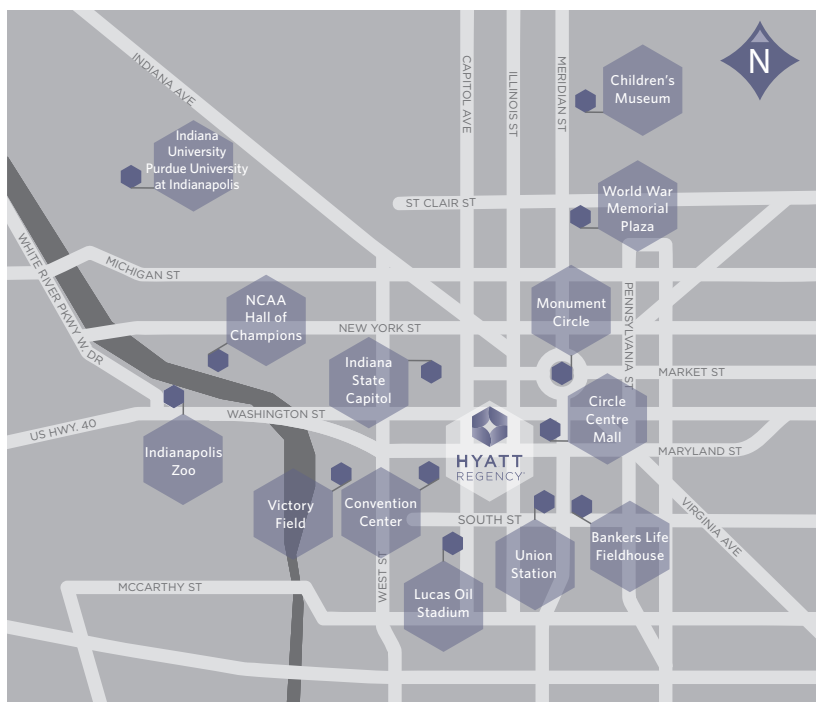 INDIANA AVE
CAPITOL AVE
ILLINOIS ST
MERIDIAN ST
Children's
Museum
N
Indiana
University
Purdue University
at Indianapolis
ST CLAIR ST
World War
Memorial
Plaza
WHITE RIVER PKWY W. DR
MICHIGAN ST
NCAA
Hall of
Champions
NEW YORK ST
Monument
Circle
PENNSYLVANIA ST
Indiana
State
Capitol
MARKET ST
Circle
Centre
Mall
US HWY. 40
WASHINGTON ST
HYATT
REGENCY
MARYLAND ST
Indianapolis
Zoo
Victory
Field
Convention
Center
SOUTH ST
VIRGINIA AVE
Union
Station
Bankers Life
Fieldhouse
WEST ST
MCCARTHY ST
Lucas Oil
Stadium